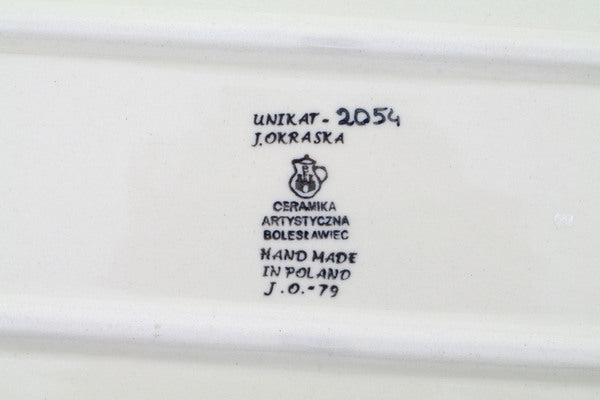 UNIKAT - 2054
J.OKRASKA
CERAMIKA
ARTYSTYCZNA
BOLESŁAWIEC
HAND MADE
IN POLAND
J.O.-79